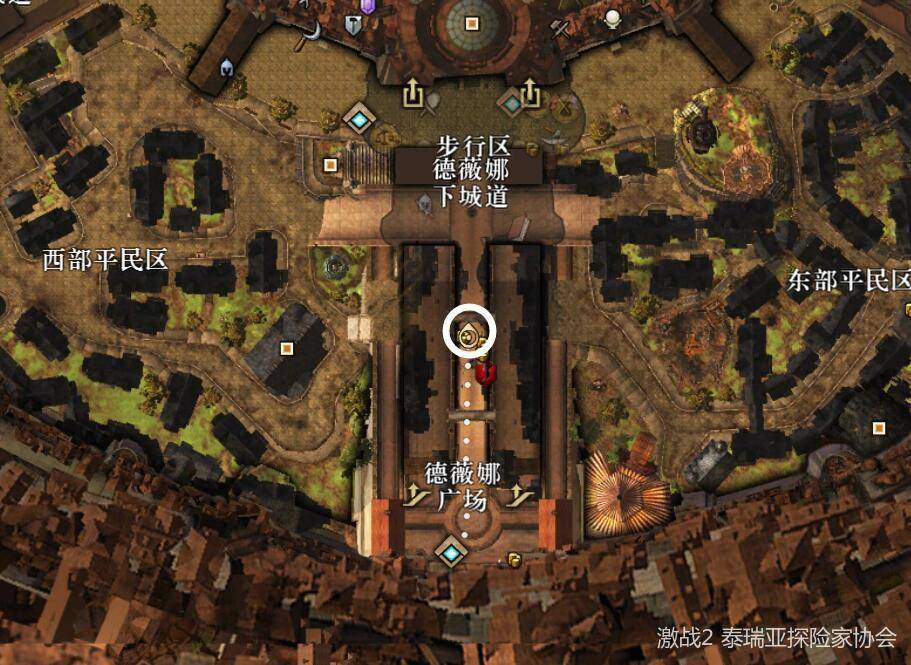 步行区
德薇娜
下城道
西部平民区
东部平民区
德薇娜
广场
激战2 泰瑞亚探险家协会